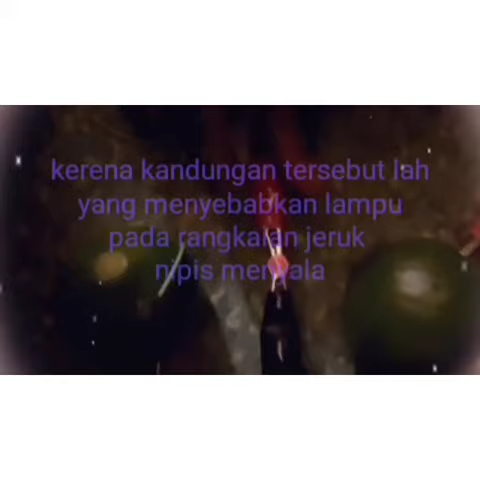 kerena kandungan tersebut lah
yang menyebabkan lampu
pada rangkaian jeruk
nipis menyala